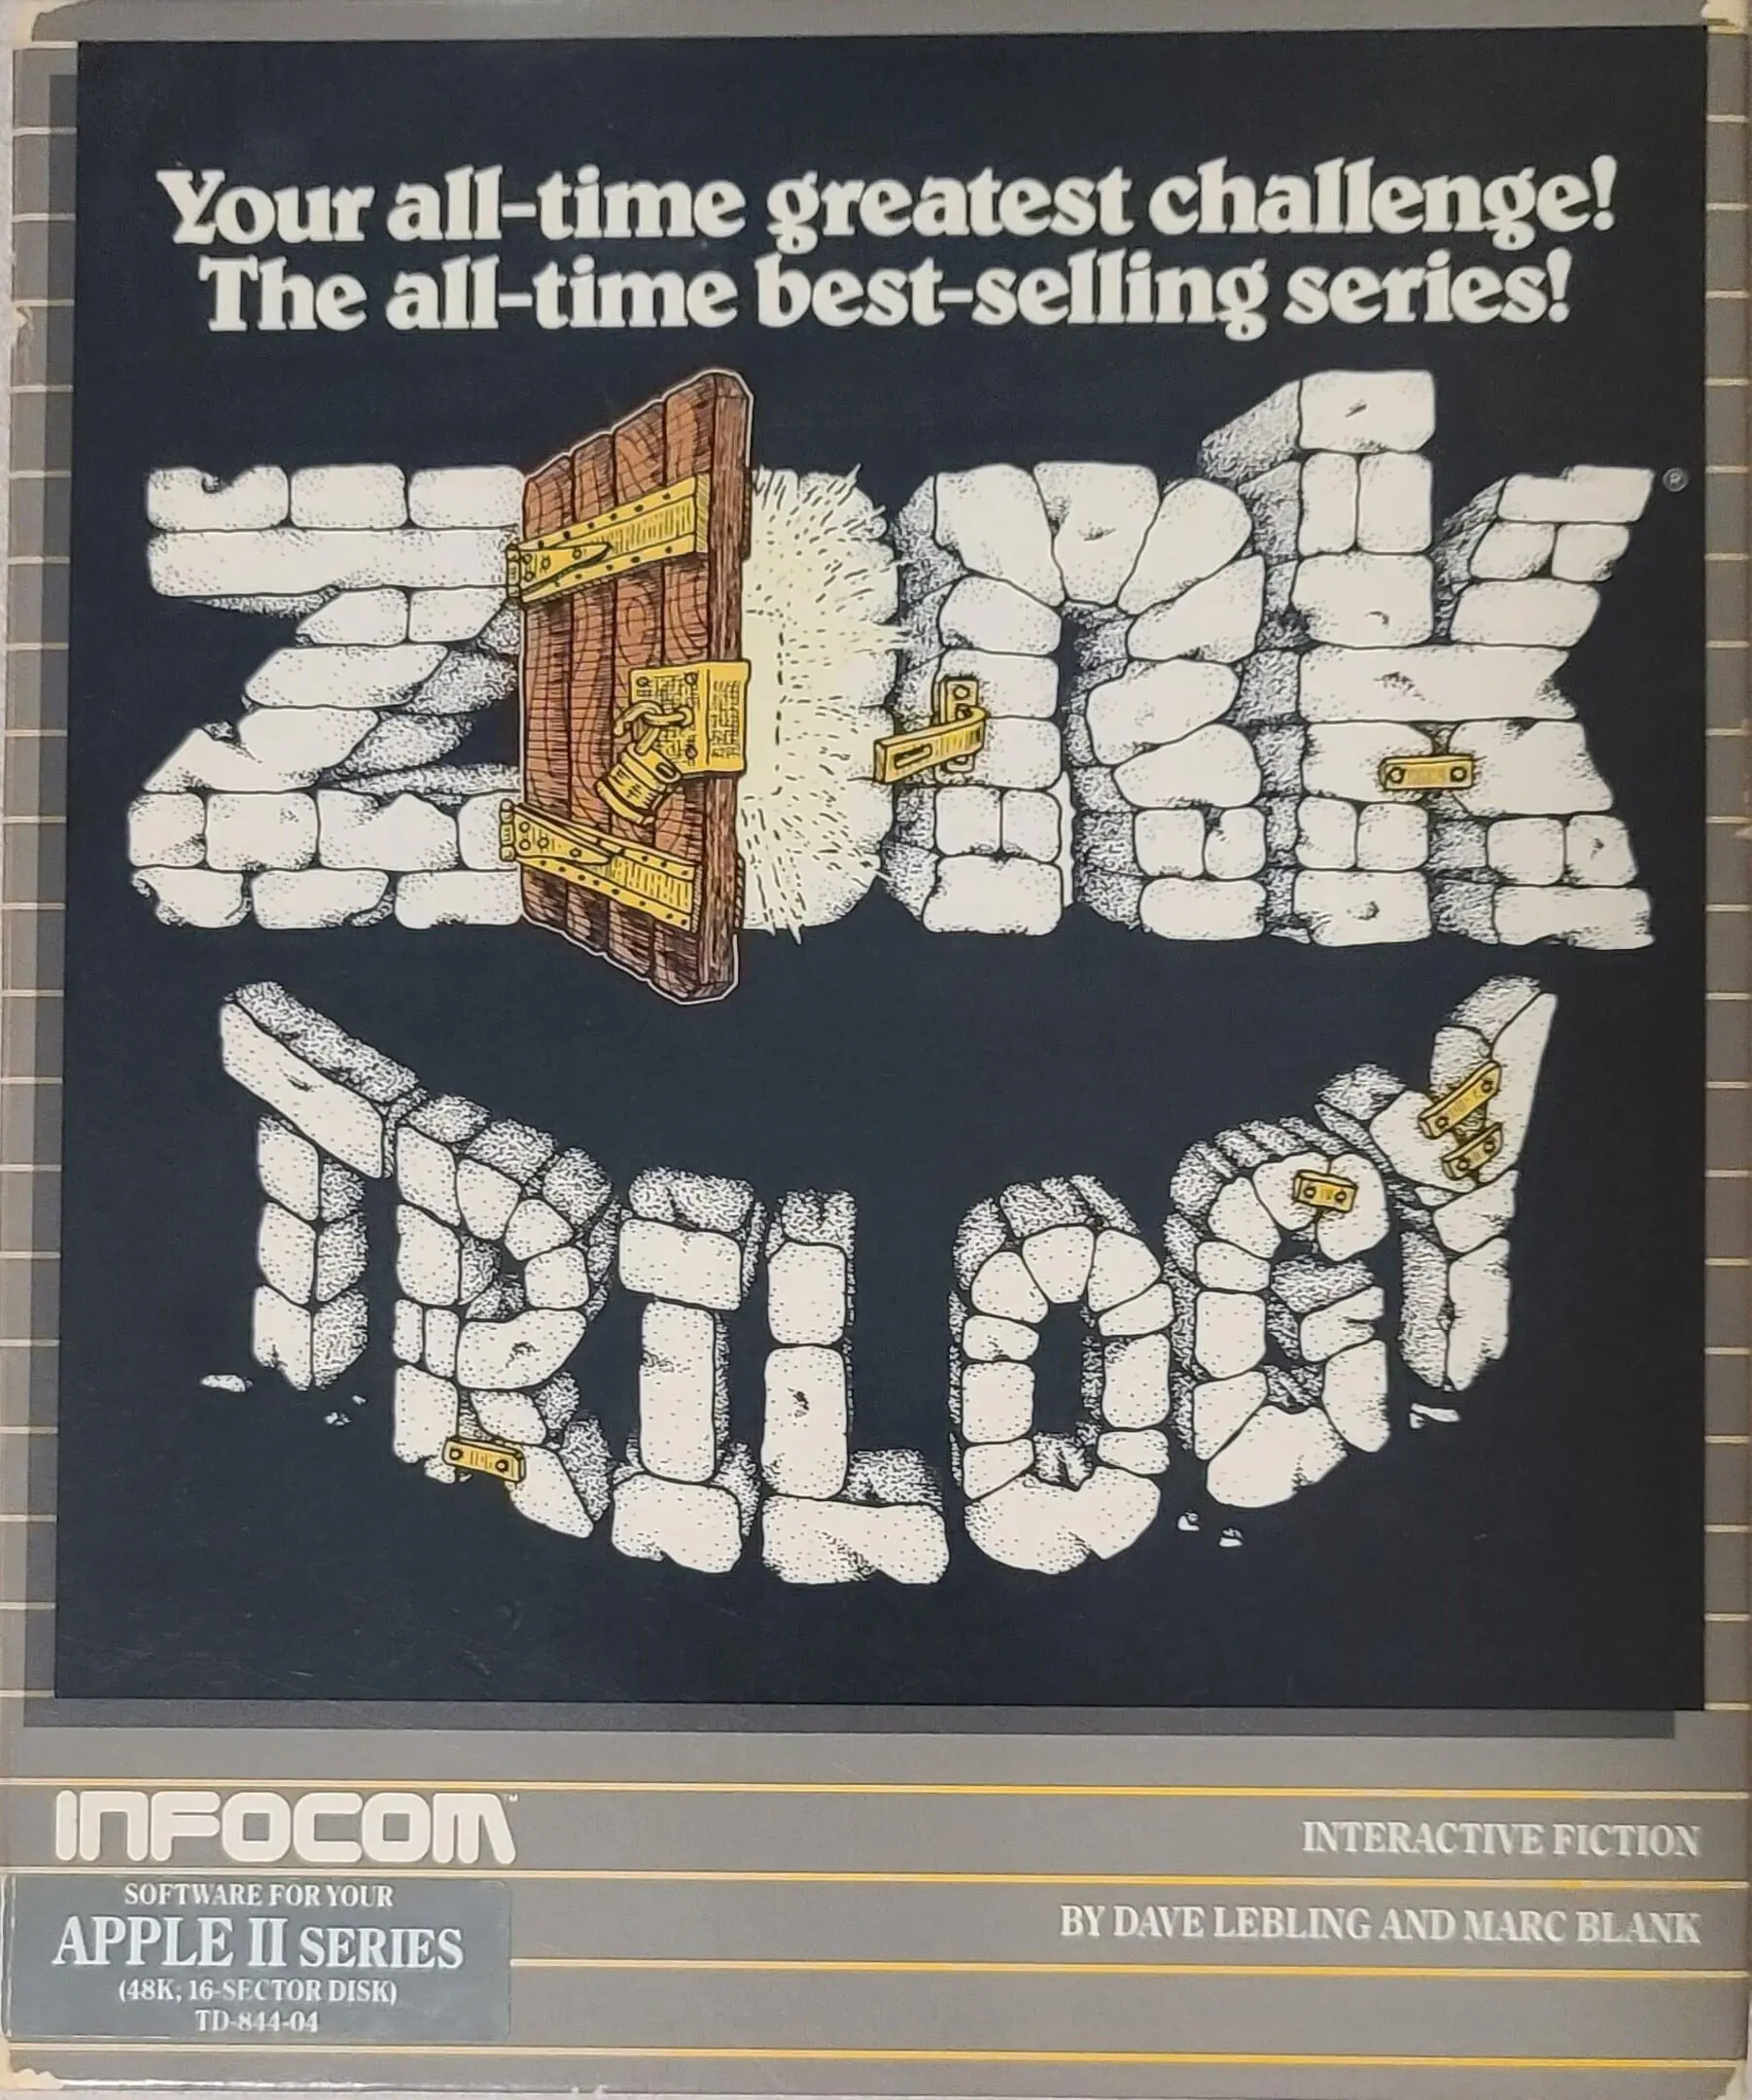 Your all-time greatest challenge!
The all-time best-selling series!
ZORK®
TRILOGY
INFOCOM™
INTERACTIVE FICTION
SOFTWARE FOR YOUR
APPLE II SERIES
(48K; 16-SECTOR DISK)
TD-844-04
BY DAVE LEBLING AND MARC BLANK